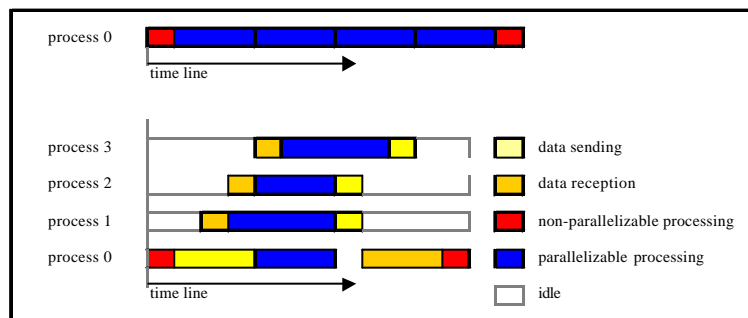 process 0
time line
process 3
process 2
process 1
process 0
time line
data sending
data reception
non-parallelizable processing
parallelizable processing
idle